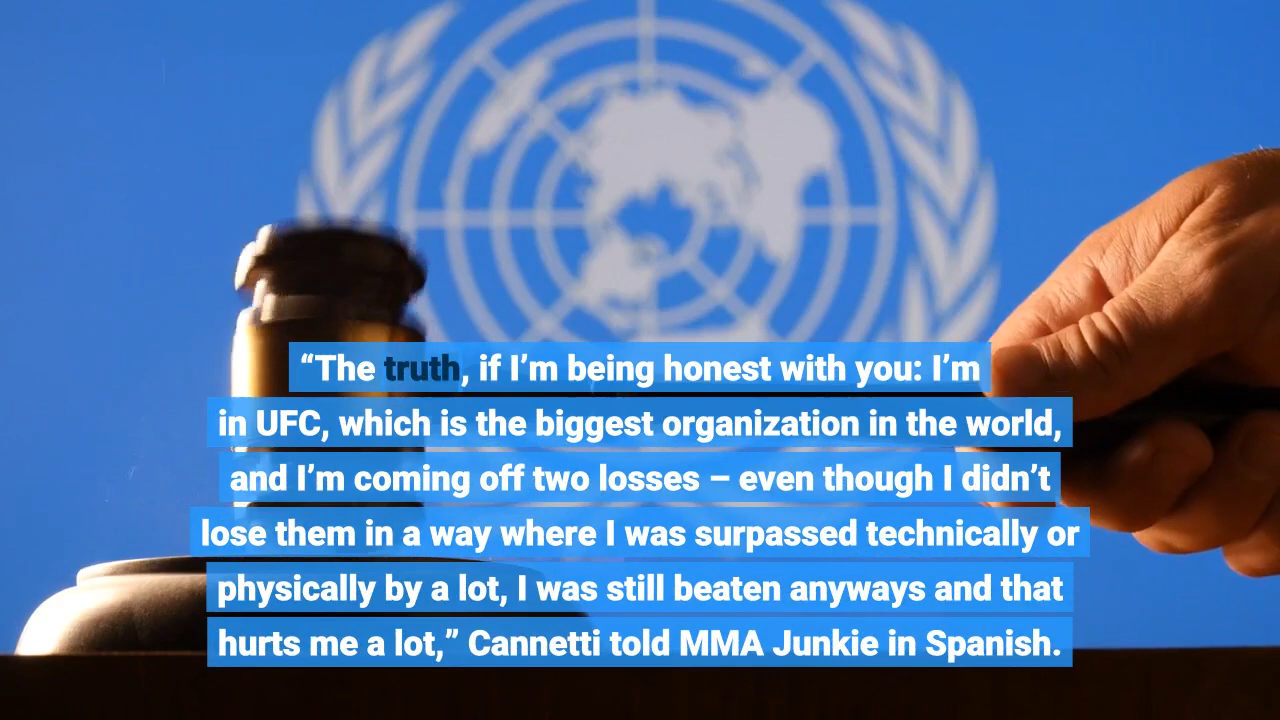 “The truth, if I’m being honest with you: I’m
in UFC, which is the biggest organization in the world,
and I’m coming off two losses – even though I didn’t
lose them in a way where I was surpassed technically or
physically by a lot, I was still beaten anyways and that
hurts me a lot,” Cannetti told MMA Junkie in Spanish.